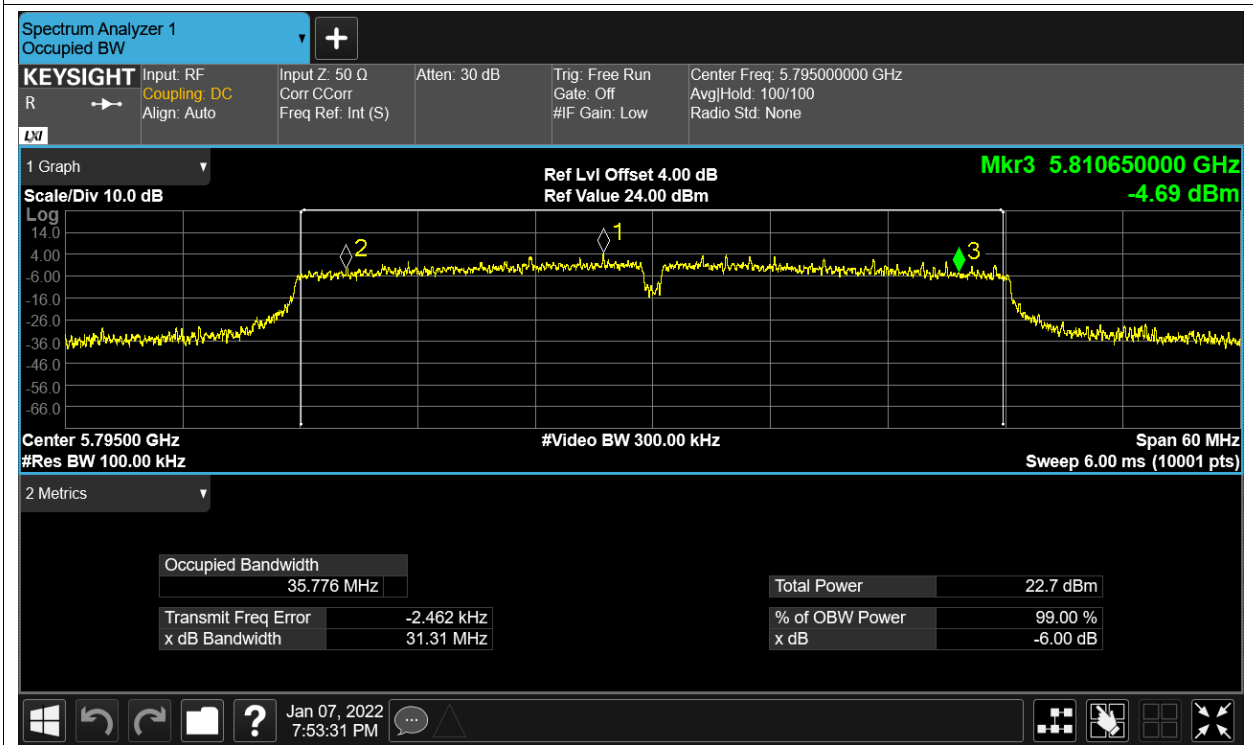 Spectrum Analyzer 1
Occupied BW
KEYSIGHT
R
LXI
Input: RF
Coupling: DC
Align: Auto
Input Z: 50 Ω
Corr CCorr
Freq Ref: Int (S)
Atten: 30 dB
Trig: Free Run
Gate: Off
#IF Gain: Low
Center Freq: 5.795000000 GHz
Avg|Hold: 100/100
Radio Std: None
1 Graph
Scale/Div 10.0 dB
Ref Lvl Offset 4.00 dB
Ref Value 24.00 dBm
Mkr3 5.810650000 GHz
-4.69 dBm
Log
14.0
4.00
-6.00
-16.0
-26.0
-36.0
-46.0
-56.0
-66.0
2
1
3
Center 5.79500 GHz
#Res BW 100.00 kHz
#Video BW 300.00 kHz
Span 60 MHz
Sweep 6.00 ms (10001 pts)
2 Metrics
Occupied Bandwidth
35.776 MHz
Transmit Freq Error -2.462 kHz
x dB Bandwidth 31.31 MHz
Total Power 22.7 dBm
% of OBW Power 99.00 %
x dB -6.00 dB
?
Jan 07, 2022
7:53:31 PM